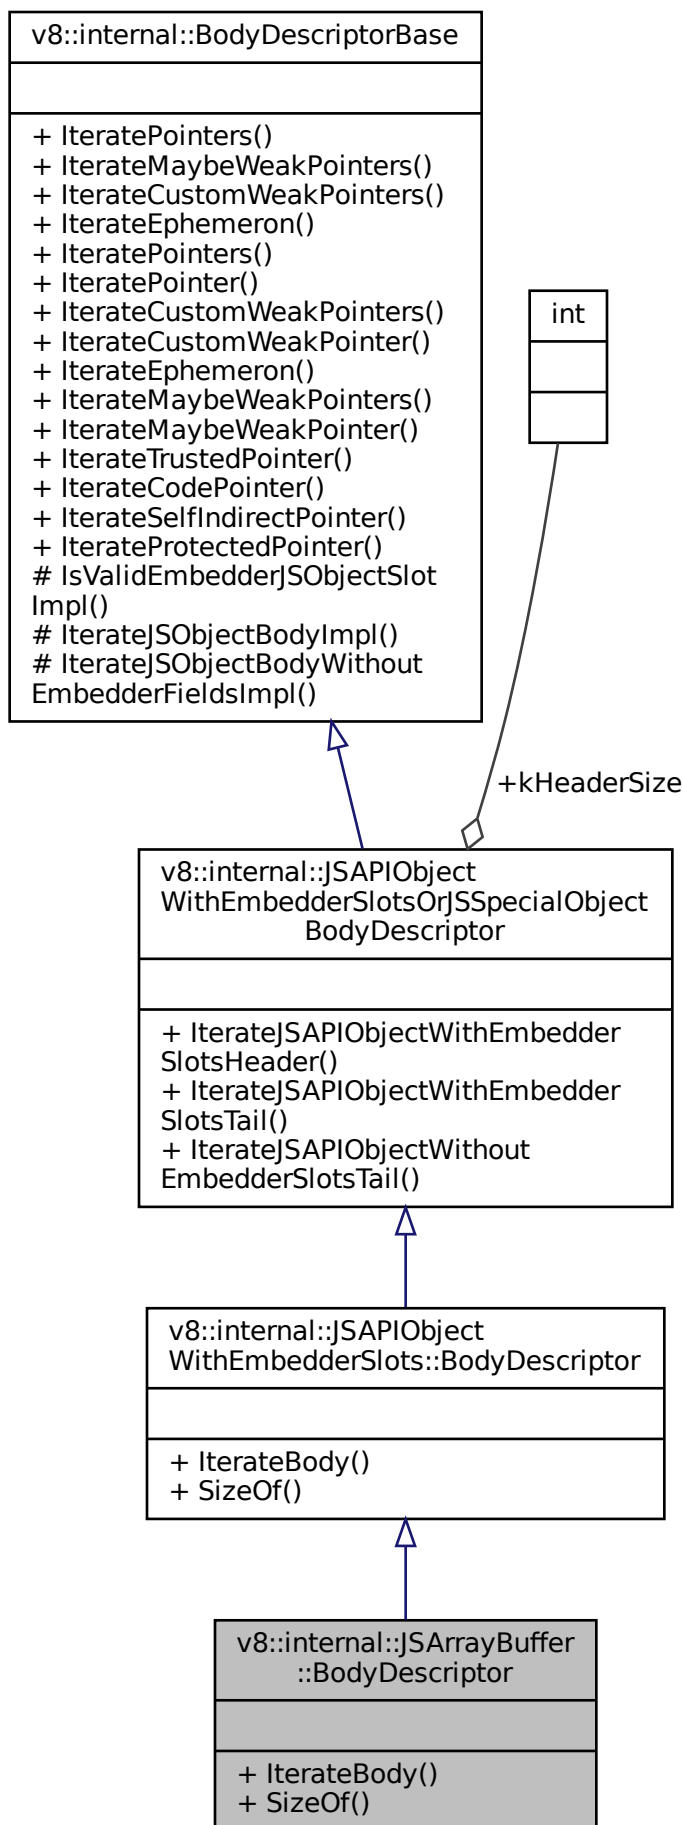 v8::internal::BodyDescriptorBase
+ IteratePointers()
+ IterateMaybeWeakPointers()
+ IterateCustomWeakPointers()
+ IterateEphemeron()
+ IteratePointers()
+ IteratePointer()
+ IterateCustomWeakPointers()
+ IterateCustomWeakPointer()
+ IterateEphemeron()
+ IterateMaybeWeakPointers()
+ IterateMaybeWeakPointer()
+ IterateTrustedPointer()
+ IterateCodePointer()
+ IterateSelfIndirectPointer()
+ IterateProtectedPointer()
# IsValidEmbedderJSObjectSlot
Impl()
# IterateJSObjectBodyImpl()
# IterateJSObjectBodyWithout
EmbedderFieldsImpl()
int
+kHeaderSize
v8::internal::JSAPIObject
WithEmbedderSlotsOrJSSpecialObject
BodyDescriptor
+ IterateJSAPIObjectWithEmbedder
SlotsHeader()
+ IterateJSAPIObjectWithEmbedder
SlotsTail()
+ IterateJSAPIObjectWithout
EmbedderSlotsTail()
v8::internal::JSAPIObject
WithEmbedderSlots::BodyDescriptor
+ IterateBody()
+ SizeOf()
v8::internal::JSArrayBuffer
::BodyDescriptor
+ IterateBody()
+ SizeOf()